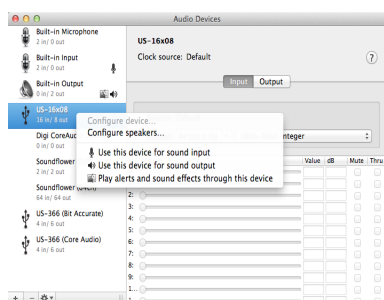 Audio Devices
Built-in Microphone
2 in/ 0 out
Built-in Input
2 in/ 0 out
Built-in Output
0 in/ 2 out
US-16x08
16 in/ 8 out
Digi CoreAud
0 in/ 0 out
Soundflower
2 in/ 2 out
Soundflower (64ch)
64 in/ 64 out
US-366 (Bit Accurate)
4 in/ 6 out
US-366 (Core Audio)
4 in/ 6 out
US-16x08
Clock source: Default
?
Input Output
Configure device...
Configure speakers...
Use this device for sound input
Use this device for sound output
Play alerts and sound effects through this device
nteger
Value dB Mute Thru
2:
3:
4:
5:
6:
7:
8:
9:
1...